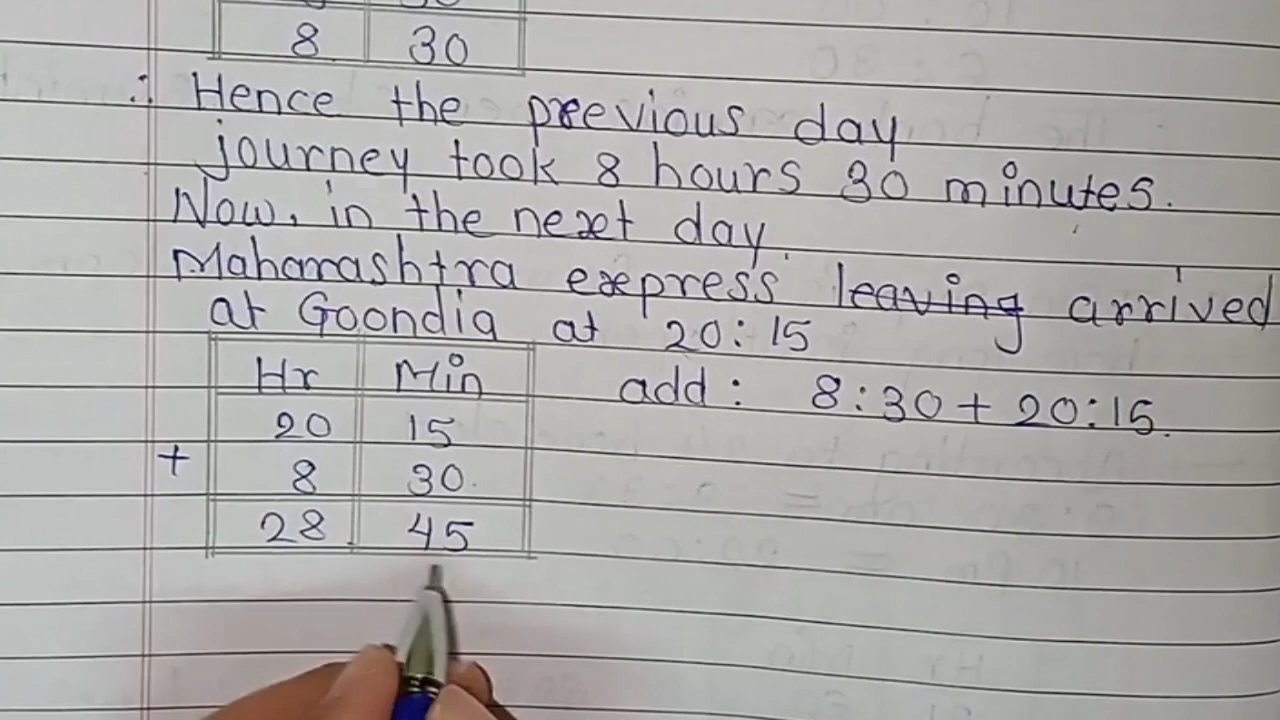 8 30
∴ Hence the previous day
journey took 8 hours 30 minutes.
Now, in the next day
Maharashtra express leaving arrived
at Goondia at 20:15
Hr Min add: 8:30 + 20:15.
20 15
+ 8 30.
28 45